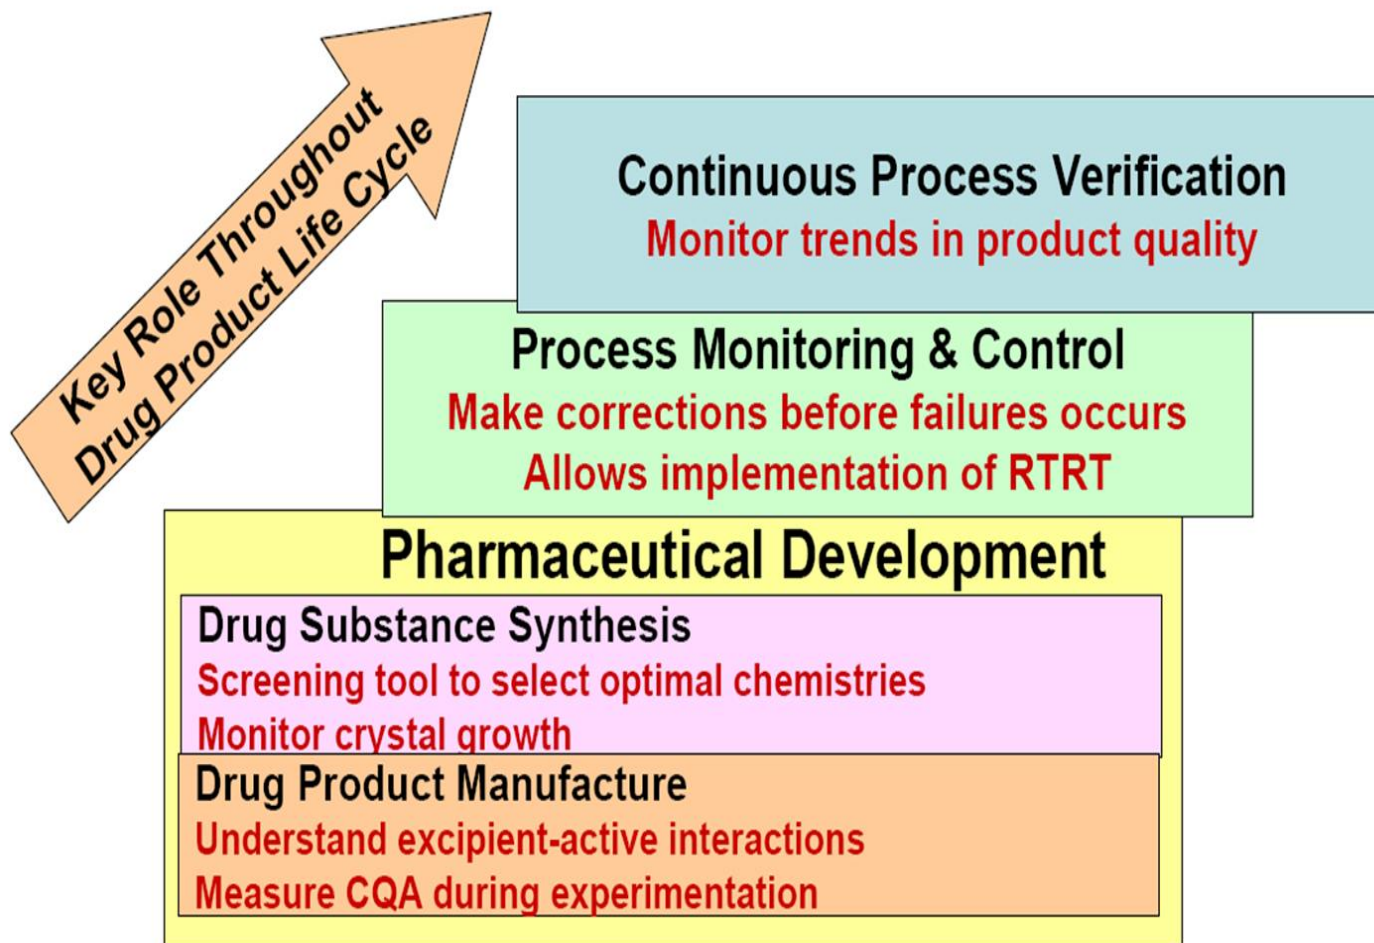 Key Role Throughout
Drug Product Life Cycle
Continuous Process Verification
Monitor trends in product quality
Process Monitoring & Control
Make corrections before failures occurs
Allows implementation of RTRT
Pharmaceutical Development
Drug Substance Synthesis
Screening tool to select optimal chemistries
Monitor crystal growth
Drug Product Manufacture
Understand excipient-active interactions
Measure CQA during experimentation